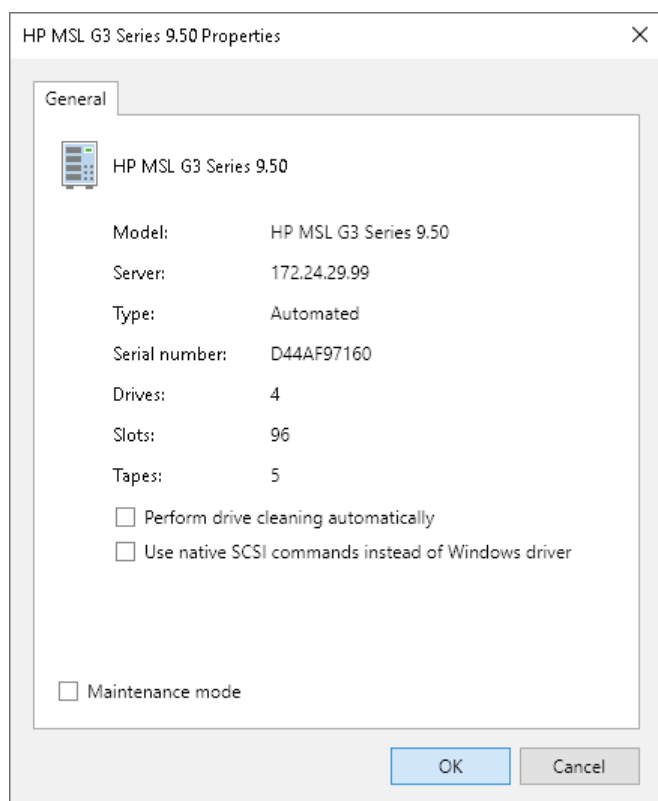 HP MSL G3 Series 9.50 Properties
General
HP MSL G3 Series 9.50
Model: HP MSL G3 Series 9.50
Server: 172.24.29.99
Type: Automated
Serial number: D44AF97160
Drives: 4
Slots: 96
Tapes: 5
Perform drive cleaning automatically
Use native SCSI commands instead of Windows driver
Maintenance mode
OK Cancel